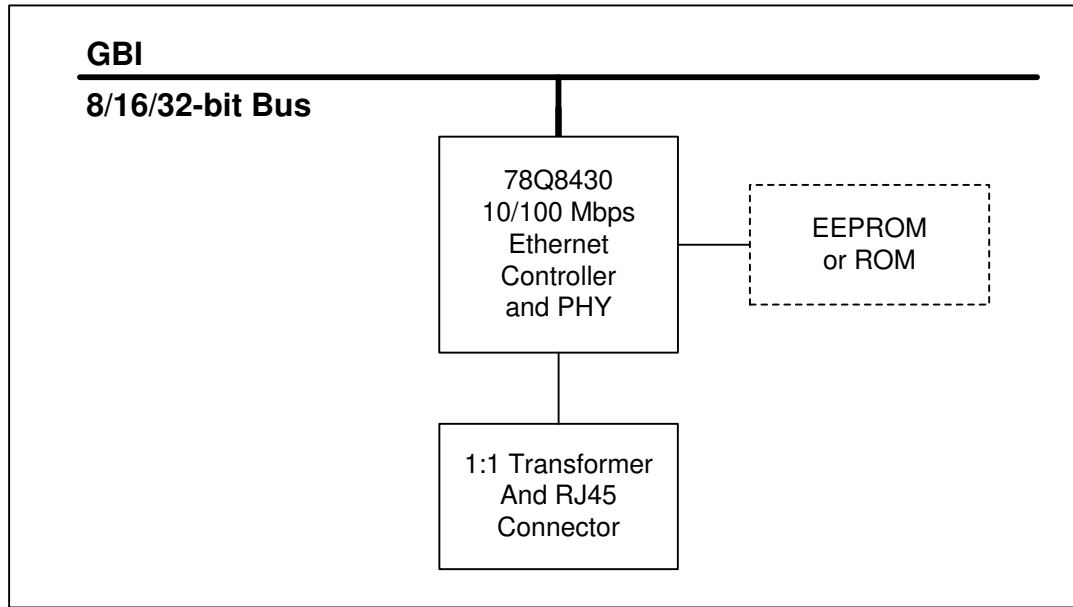 GBI
8/16/32-bit Bus
78Q8430
10/100 Mbps
Ethernet
Controller
and PHY
EEPROM
or ROM
1:1 Transformer
And RJ45
Connector